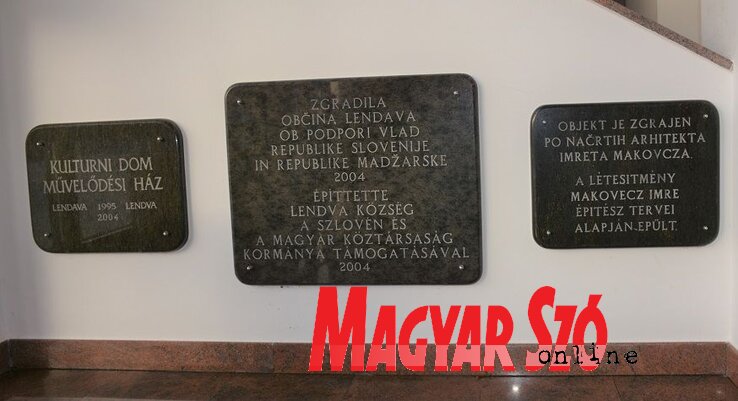 KULTURNI DOM
MŰVELŐDÉSI HÁZ
LENDAVA 1995 LENDVA
2004
ZGRADILA
OBČINA LENDAVA
OB PODPORI VLAD
REPUBLIKE SLOVENIJE
IN REPUBLIKE MADŽARSKE
2004
ÉPÍTTETTE
LENDVA KÖZSÉG
A SZLOVÉN ÉS
A MAGYAR KÖZTÁRSASÁG
KORMÁNYA TÁMOGATÁSÁVAL
2004
OBJEKT JE ZGRAJEN
PO NAČRTIH ARHITEKTA
IMRETA MAKOVCZA
A LÉTESITMÉNY
MAKOVECZ IMRE
ÉPITÉSZ TERVEI
ALAPJÁN ÉPÜLT.
MAGYAR SZÓ
online